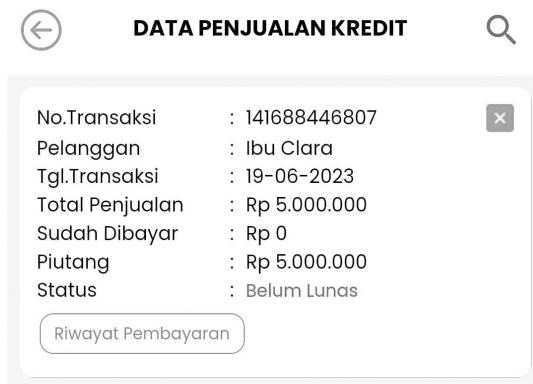 DATA PENJUALAN KREDIT
No.Transaksi : 141688446807
Pelanggan : Ibu Clara
Tgl.Transaksi : 19-06-2023
Total Penjualan : Rp 5.000.000
Sudah Dibayar : Rp 0
Piutang : Rp 5.000.000
Status : Belum Lunas
Riwayat Pembayaran